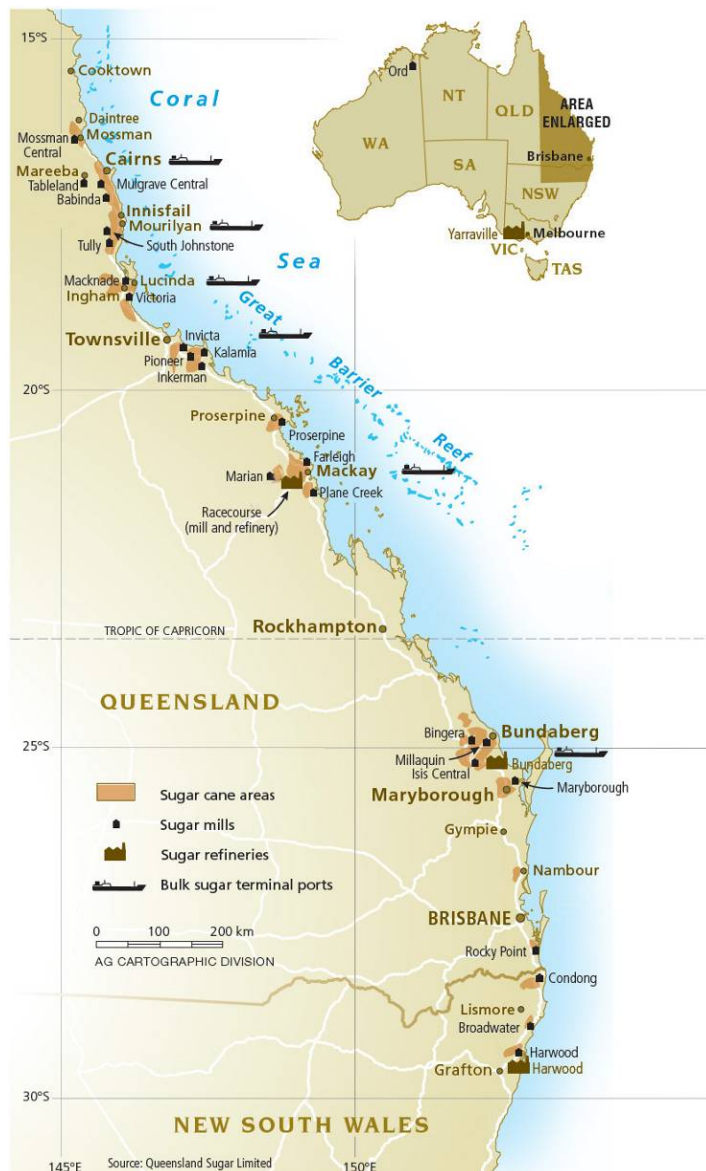 15°S
Cooktown
Coral
Daintree
Mossman
Mossman
Central
Cairns
Mareeba
Tableland
Mulgrave Central
Babinda
Innisfail
Mourilyan
Tully
South Johnstone
Sea
Macknade
Lucinda
Ingham
Victoria
Great
Barrier
Reef
Townsville
Invicta
Pioneer
Kalamia
Inkerman
20°S
Proserpine
Proserpine
Farleigh
Marian
Mackay
Plane Creek
Racecourse
(mill and refinery)
Ord
NT
QLD
AREA
ENLARGED
WA
SA
Brisbane
NSW
Yarraville
Melbourne
VIC
TAS
Rockhampton
TROPIC OF CAPRICORN
QUEENSLAND
25°S
Bingera
Bundaberg
Millaquin
Isis Central
Bundaberg
Maryborough
Maryborough
Gympie
Nambour
BRISBANE
Rocky Point
Condong
Lismore
Broadwater
Harwood
Grafton
Harwood
Sugar cane areas
Sugar mills
Sugar refineries
Bulk sugar terminal ports
0 100 200 km
AG CARTOGRAPHIC DIVISION
30°S
NEW SOUTH WALES
145°E
Source: Queensland Sugar Limited
150°E